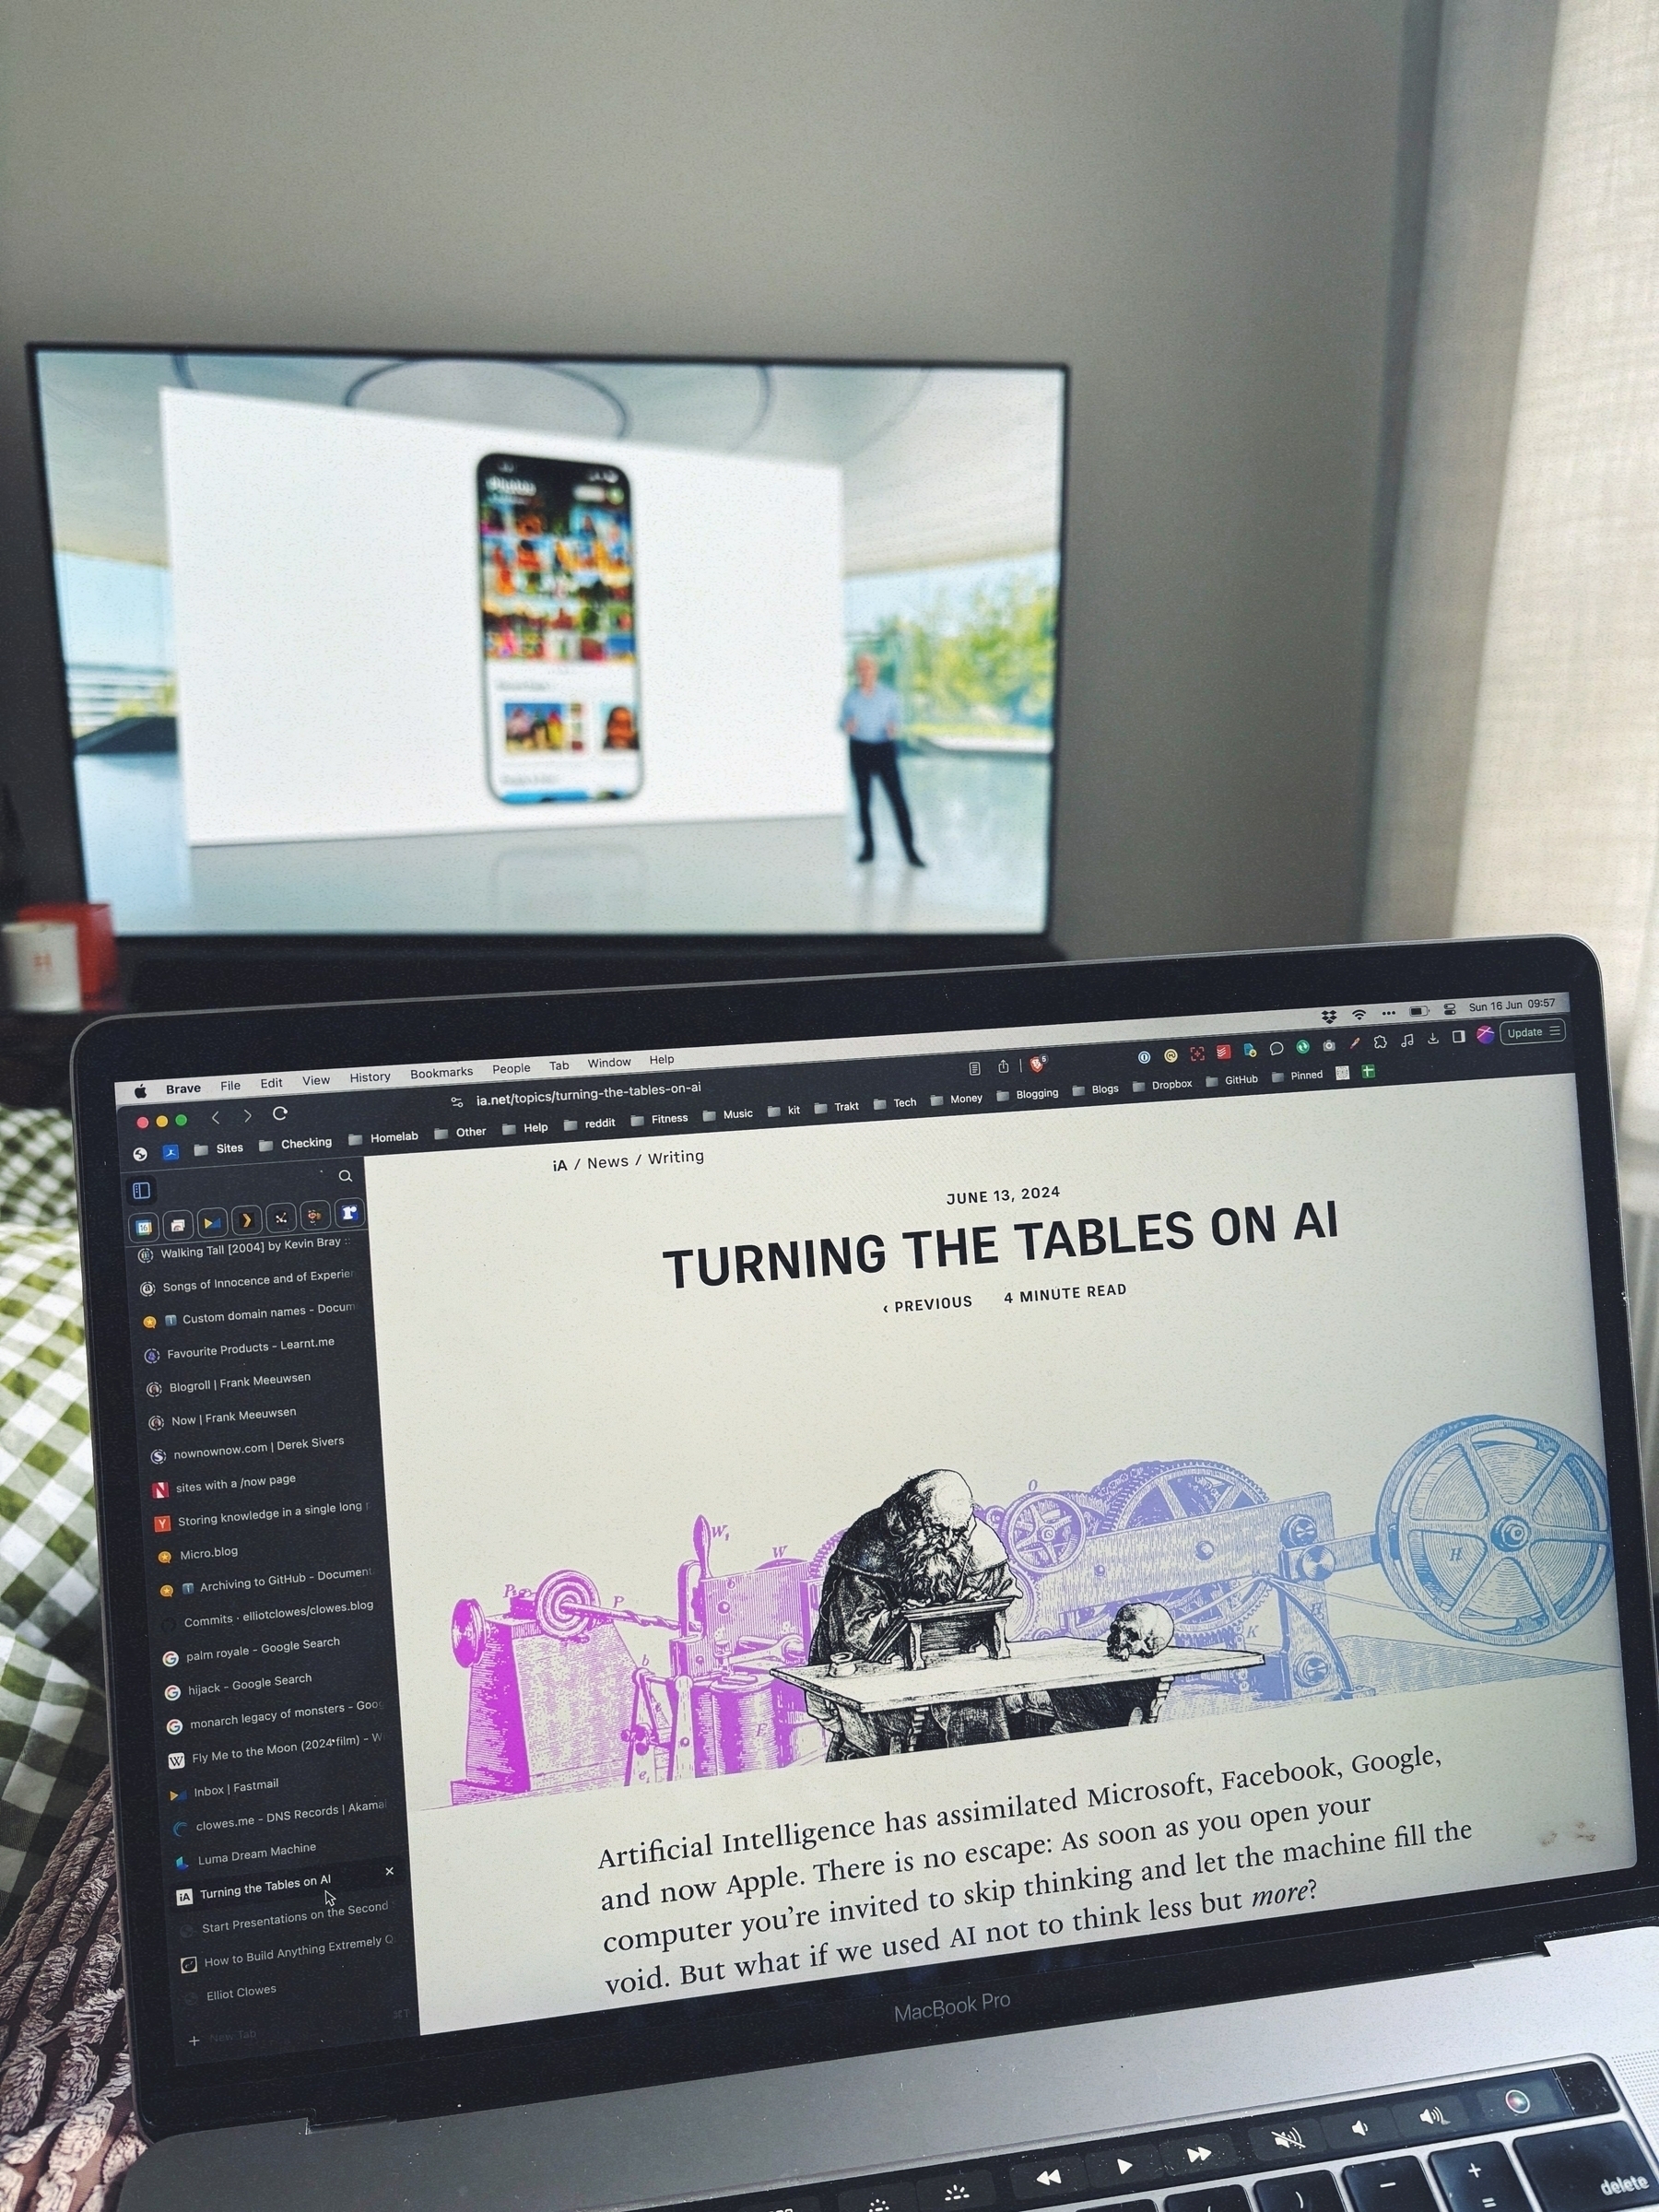 Photos
Brave File Edit View History Bookmarks People Tab Window Help
Sun 16 Jun 09:57
ia.net/topics/turning-the-tables-on-ai
5
Update
Sites Checking Homelab Other Help reddit Fitness Music kit Trakt Tech Money Blogging Blogs Dropbox GitHub Pinned
Walking Tall [2004] by Kevin Bray ::
Songs of Innocence and of Experie
Custom domain names - Docum
Favourite Products - Learnt.me
Blogroll | Frank Meeuwsen
Now | Frank Meeuwsen
nownownow.com | Derek Sivers
sites with a /now page
Storing knowledge in a single long
Micro.blog
Archiving to GitHub - Document
Commits · elliotclowes/clowes.blog
palm royale - Google Search
hijack - Google Search
monarch legacy of monsters - Goog
Fly Me to the Moon (2024 film) - W
Inbox | Fastmail
clowes.me - DNS Records | Akamai
Luma Dream Machine
iA Turning the Tables on AI
Start Presentations on the Second
How to Build Anything Extremely Q
Elliot Clowes
+ New Tab
iA / News / Writing
JUNE 13, 2024
TURNING THE TABLES ON AI
‹ PREVIOUS 4 MINUTE READ
Artificial Intelligence has assimilated Microsoft, Facebook, Google,
and now Apple. There is no escape: As soon as you open your
computer you're invited to skip thinking and let the machine fill the
void. But what if we used AI not to think less but more?
MacBook Pro
delete